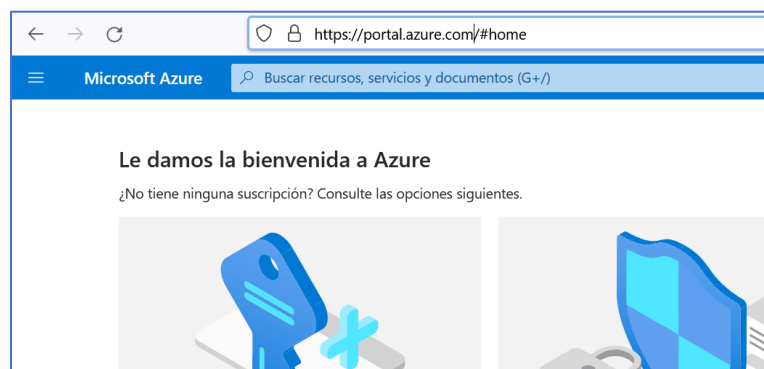 https://portal.azure.com/#home
Microsoft Azure
Buscar recursos, servicios y documentos (G+/)
Le damos la bienvenida a Azure
¿No tiene ninguna suscripción? Consulte las opciones siguientes.